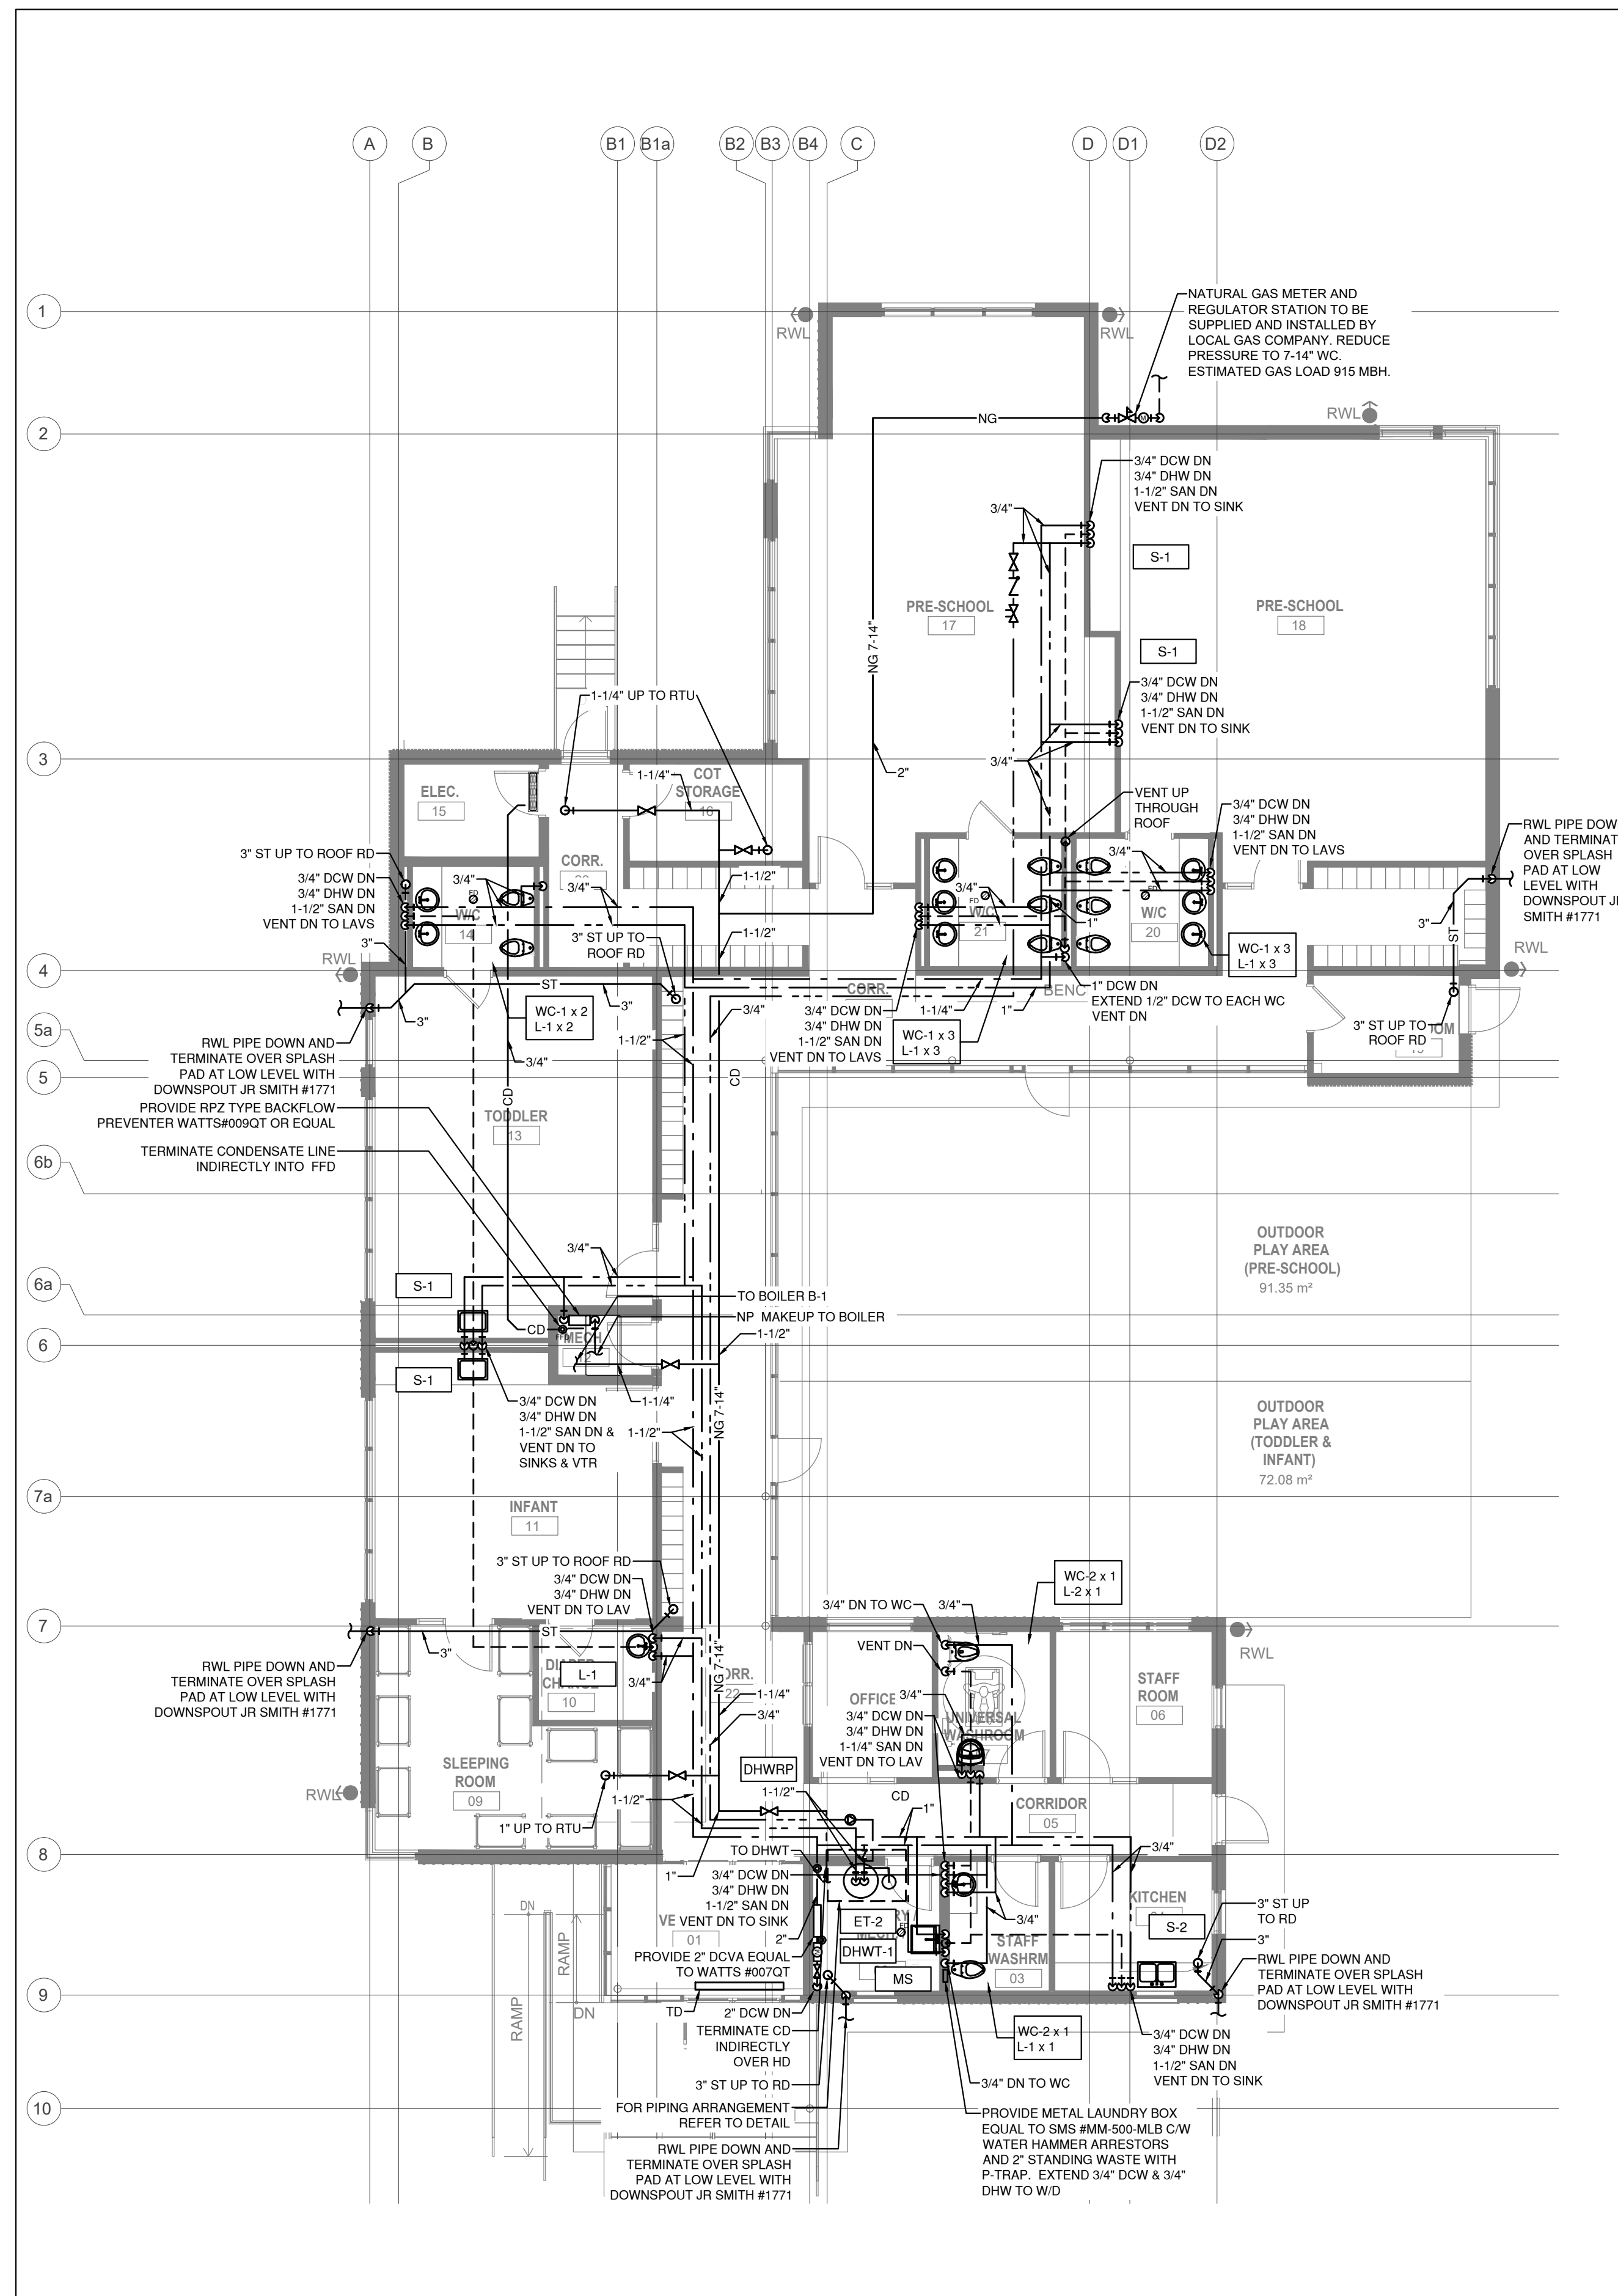 A
B
B1
B1a
B2
B3
B4
C
D
D1
D2
1
2
3
4
5a
5
6b
6a
6
7a
7
8
9
10
NATURAL GAS METER AND
REGULATOR STATION TO BE
SUPPLIED AND INSTALLED BY
LOCAL GAS COMPANY. REDUCE
PRESSURE TO 7-14" WC.
ESTIMATED GAS LOAD 915 MBH.
RWL
RWL
RWL
NG
M
3/4" DCW DN
3/4" DHW DN
1-1/2" SAN DN
VENT DN TO SINK
3/4"
S-1
PRE-SCHOOL
17
PRE-SCHOOL
18
NG 7-14"
S-1
3/4" DCW DN
3/4" DHW DN
1-1/2" SAN DN
VENT DN TO SINK
1-1/4" UP TO RTU
3/4"
2"
1-1/4"
COT
STORAGE
16
ELEC.
15
VENT UP
THROUGH
ROOF
3/4" DCW DN
3/4" DHW DN
1-1/2" SAN DN
VENT DN TO LAVS
RWL PIPE DOW
AND TERMINAT
OVER SPLASH
PAD AT LOW
LEVEL WITH
DOWNSPOUT J
SMITH #1771
3" ST UP TO ROOF RD
3/4" DCW DN
3/4" DHW DN
1-1/2" SAN DN
VENT DN TO LAVS
CORR.
3/4"
3/4"
FD
W/C
14
1-1/2"
3/4"
3/4"
FD
W/C
21
FD
W/C
20
1"
3"
ST
3" ST UP TO
ROOF RD
1-1/2"
WC-1 x 3
L-1 x 3
3"
RWL
RWL
ST
3"
3"
WC-1 x 2
L-1 x 2
3/4"
CORR.
BENC
3/4" DCW DN
3/4" DHW DN
1-1/2" SAN DN
VENT DN TO LAVS
1-1/4"
1"
WC-1 x 3
L-1 x 3
1" DCW DN
EXTEND 1/2" DCW TO EACH WC
VENT DN
3" ST UP TO
ROOF RD
OM
RWL PIPE DOWN AND
TERMINATE OVER SPLASH
PAD AT LOW LEVEL WITH
DOWNSPOUT JR SMITH #1771
1-1/2"
3/4"
CD
CD
PROVIDE RPZ TYPE BACKFLOW
PREVENTER WATTS#009QT OR EQUAL
TODDLER
13
TERMINATE CONDENSATE LINE
INDIRECTLY INTO FFD
OUTDOOR
PLAY AREA
(PRE-SCHOOL)
91.35 m²
3/4"
S-1
TO BOILER B-1
NP MAKEUP TO BOILER
1-1/2"
CD
MECH
12
S-1
1-1/4"
3/4" DCW DN
3/4" DHW DN
1-1/2" SAN DN &
VENT DN TO
SINKS & VTR
1-1/2"
NG 7-14"
OUTDOOR
PLAY AREA
(TODDLER &
INFANT)
72.08 m²
INFANT
11
3" ST UP TO ROOF RD
3/4" DCW DN
3/4" DHW DN
VENT DN TO LAV
WC-2 x 1
L-2 x 1
3/4" DN TO WC
3/4"
ST
3"
VENT DN
RWL
RWL PIPE DOWN AND
TERMINATE OVER SPLASH
PAD AT LOW LEVEL WITH
DOWNSPOUT JR SMITH #1771
L-1
10
3/4"
NG 7-14"
ORR.
22
1-1/4"
3/4"
OFFICE
3/4"
3/4" DCW DN
3/4" DHW DN
1-1/4" SAN DN
VENT DN TO LAV
UNIVERSAL
WASHROOM
STAFF
ROOM
06
SLEEPING
ROOM
09
DHWRP
RWL
1-1/2"
1-1/2"
CD
1"
CORRIDOR
05
1" UP TO RTU
TO DHWT
1"
3/4" DCW DN
3/4" DHW DN
1-1/2" SAN DN
VENT DN TO SINK
3/4"
KITCHEN
S-2
3" ST UP
TO RD
3"
DN
RAMP
VE
01
2"
PROVIDE 2" DCVA EQUAL
TO WATTS #007QT
ET-2
FD
DHWT-1
MS
3/4"
STAFF
WASHRM
03
RWL PIPE DOWN AND
TERMINATE OVER SPLASH
PAD AT LOW LEVEL WITH
DOWNSPOUT JR SMITH #1771
RAMP
DN
TD
2" DCW DN
TERMINATE CD
INDIRECTLY
OVER HD
WC-2 x 1
L-1 x 1
3/4" DCW DN
3/4" DHW DN
1-1/2" SAN DN
VENT DN TO SINK
3" ST UP TO RD
3/4" DN TO WC
FOR PIPING ARRANGEMENT
REFER TO DETAIL
PROVIDE METAL LAUNDRY BOX
EQUAL TO SMS #MM-500-MLB C/W
WATER HAMMER ARRESTORS
AND 2" STANDING WASTE WITH
P-TRAP. EXTEND 3/4" DCW & 3/4"
DHW TO W/D
RWL PIPE DOWN AND
TERMINATE OVER SPLASH
PAD AT LOW LEVEL WITH
DOWNSPOUT JR SMITH #1771